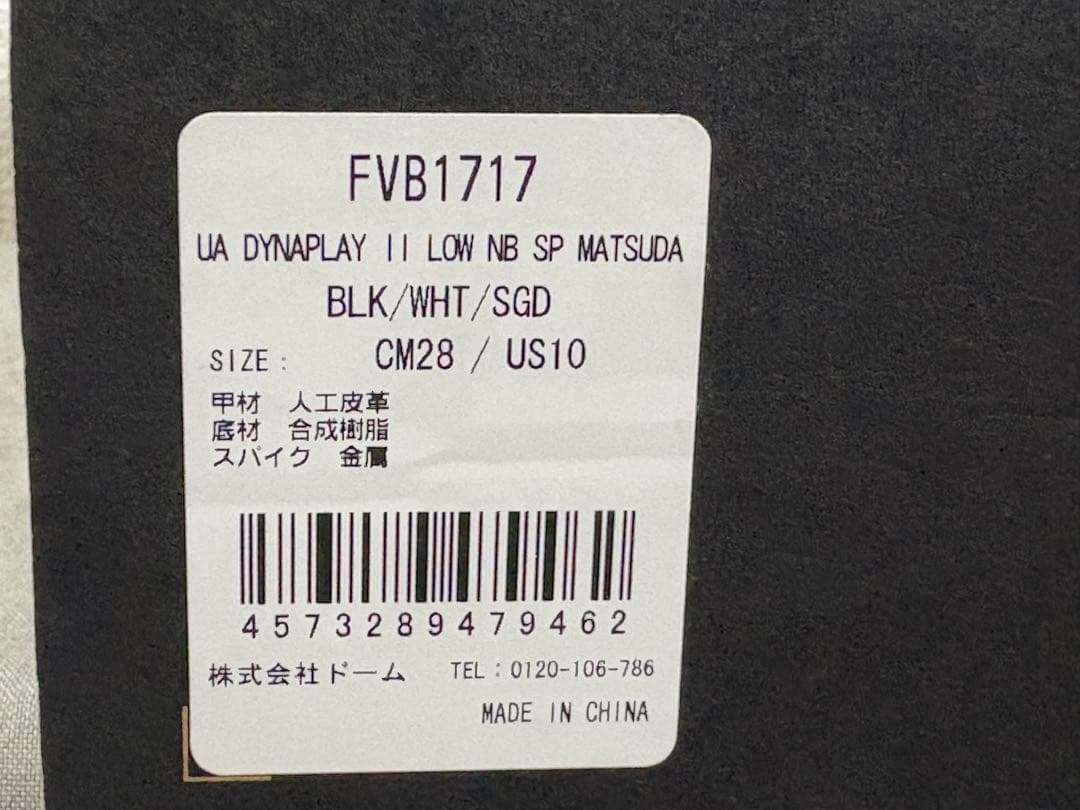 FVB1717
UA DYNAPLAY II LOW NB SP MATSUDA
BLK/WHT/SGD
SIZE: CM28 / US10
甲材 人工皮革
底材 合成樹脂
スパイク 金属
4573289479462
株式会社ドーム TEL:0120-106-786
MADE IN CHINA